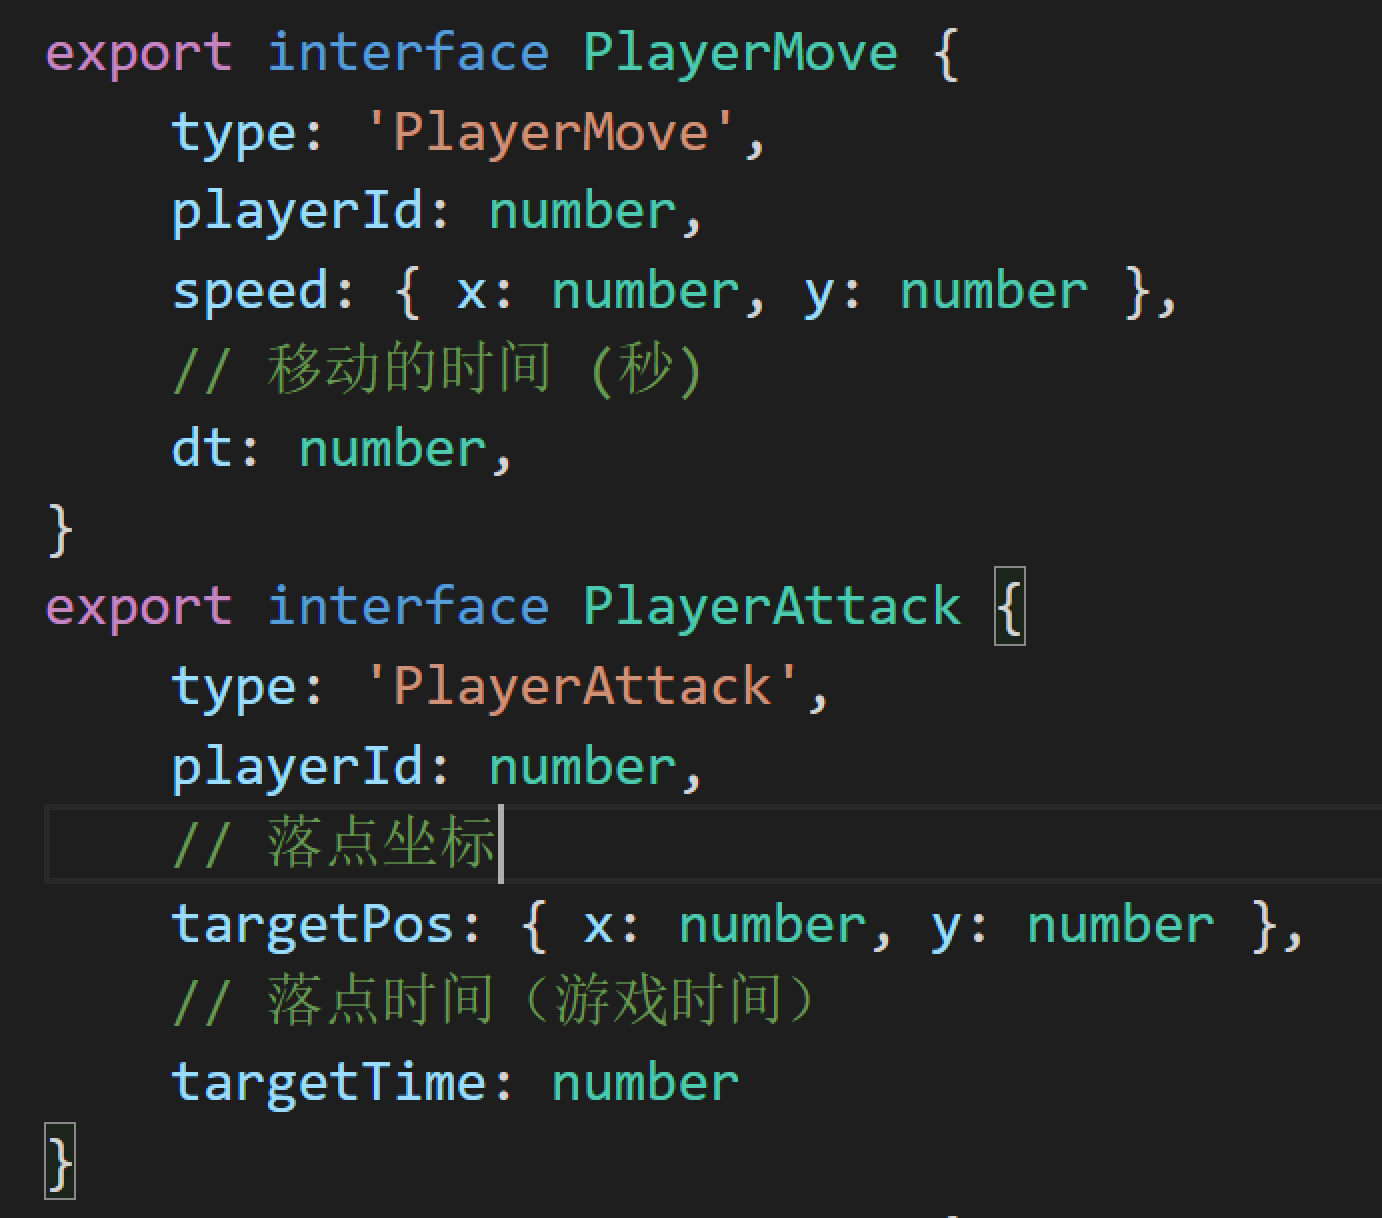 export interface PlayerMove {
    type: 'PlayerMove',
    playerId: number,
    speed: { x: number, y: number },
    // 移动的时间 (秒)
    dt: number,
}
export interface PlayerAttack {
    type: 'PlayerAttack',
    playerId: number,
    // 落点坐标
    targetPos: { x: number, y: number },
    // 落点时间（游戏时间）
    targetTime: number
}